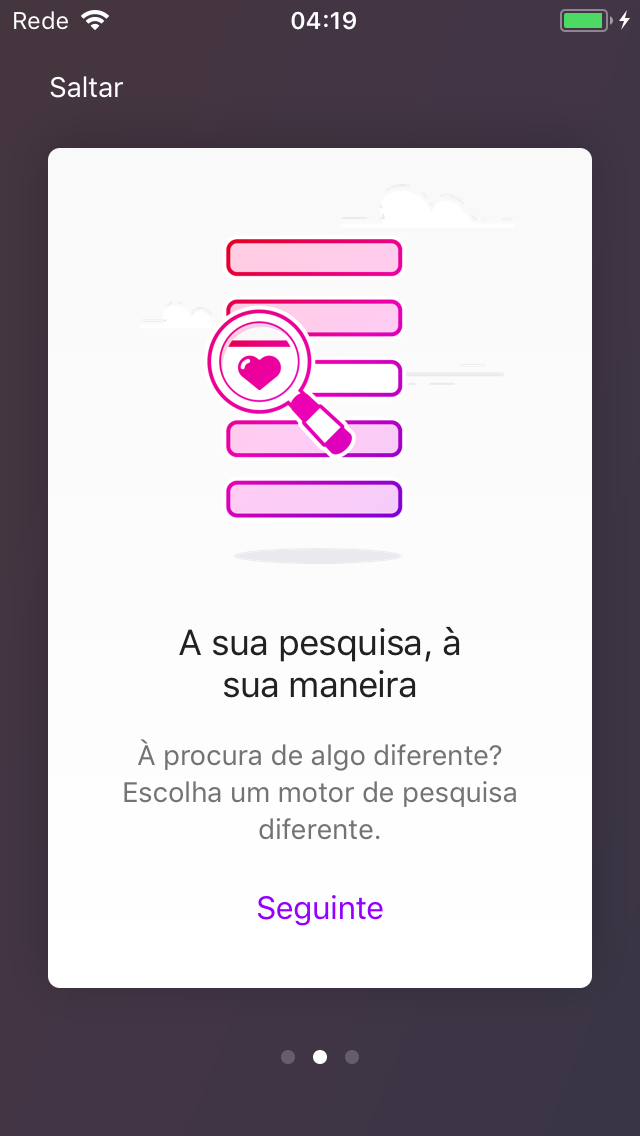 Rede 04:19
Saltar
A sua pesquisa, à
sua maneira
À procura de algo diferente?
Escolha um motor de pesquisa
diferente.
Seguinte